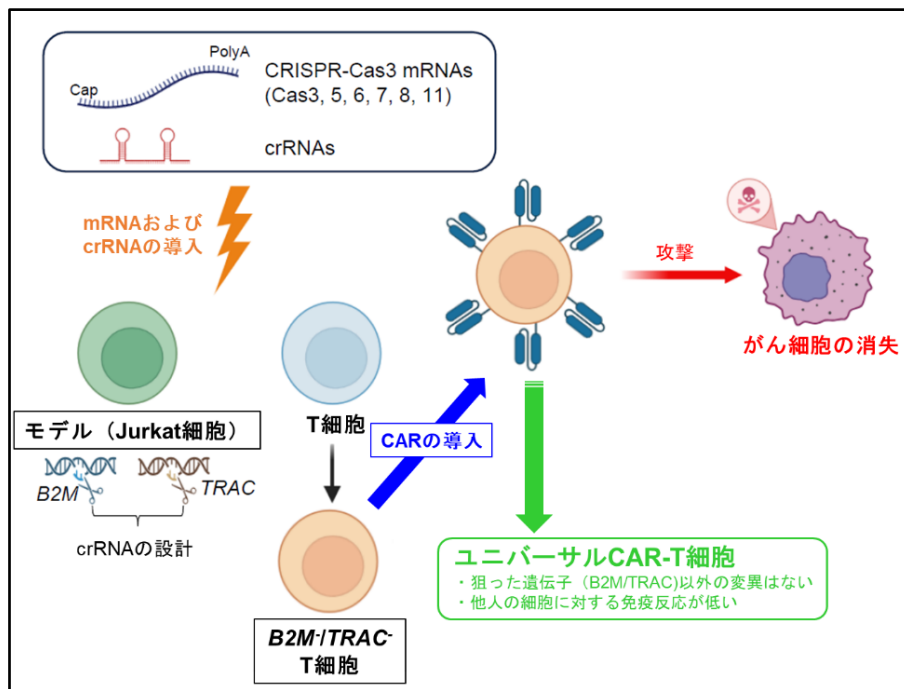 PolyA
Cap
CRISPR-Cas3 mRNAs
(Cas3, 5, 6, 7, 8, 11)
crRNAs
mRNAおよび
crRNAの導入
攻撃
がん細胞の消失
モデル（Jurkat細胞）
T細胞
CARの導入
B2M
TRAC
crRNAの設計
B2M-/TRAC-
T細胞
ユニバーサルCAR-T細胞
・狙った遺伝子（B2M/TRAC)以外の変異はない
・他人の細胞に対する免疫反応が低い